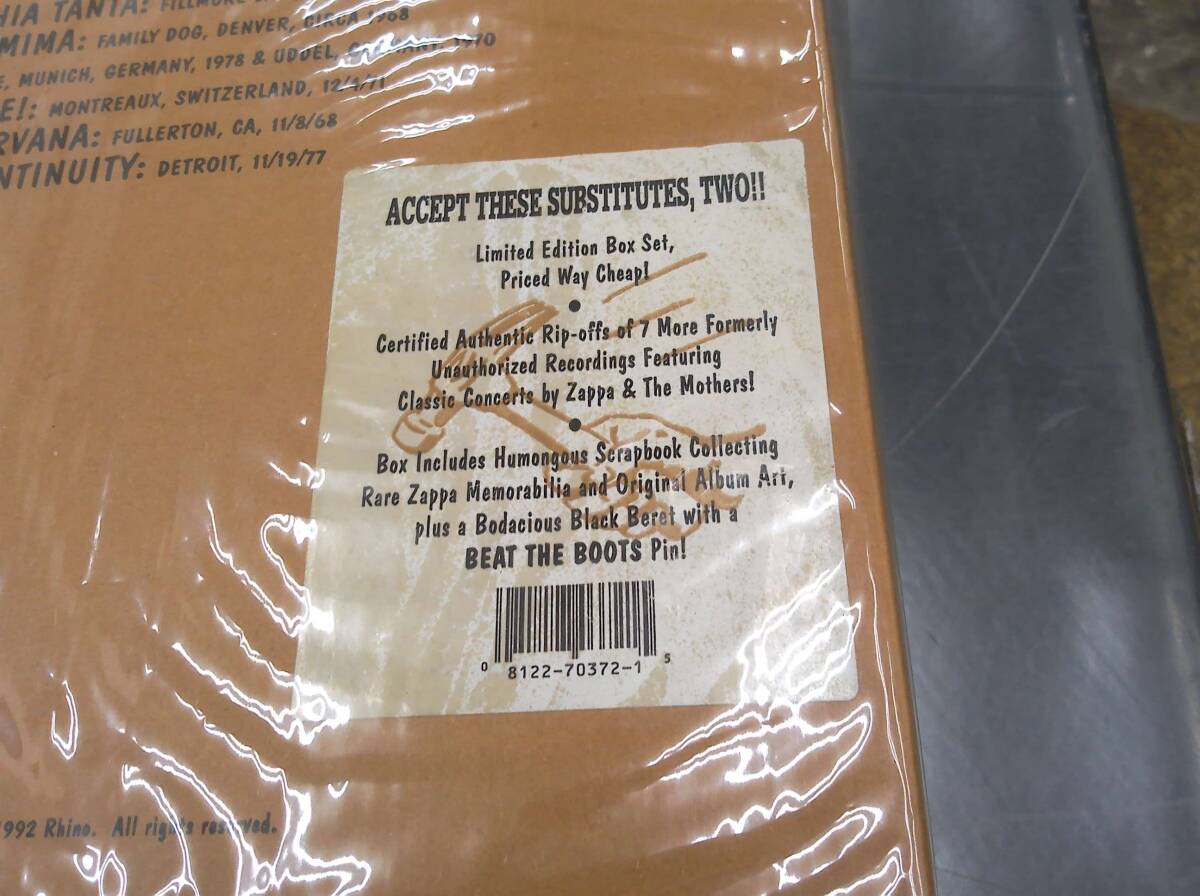 HIA TANTA: FILLMORE
MIMA: FAMILY DOG, DENVER, CIRCA 1968
E, MUNICH, GERMANY, 1978 & UDDEL, GERMANY, 1970
E!: MONTREAUX, SWITZERLAND, 12/4/71
RVANA: FULLERTON, CA, 11/8/68
NTINUITY: DETROIT, 11/19/77
ACCEPT THESE SUBSTITUTES, TWO!!
Limited Edition Box Set,
Priced Way Cheap!
•
Certified Authentic Rip-offs of 7 More Formerly
Unauthorized Recordings Featuring
Classic Concerts by Zappa & The Mothers!
•
Box Includes Humongous Scrapbook Collecting
Rare Zappa Memorabilia and Original Album Art,
plus a Bodacious Black Beret with a
BEAT THE BOOTS Pin!
0 8122-70372-1 5
992 Rhino. All rights reserved.